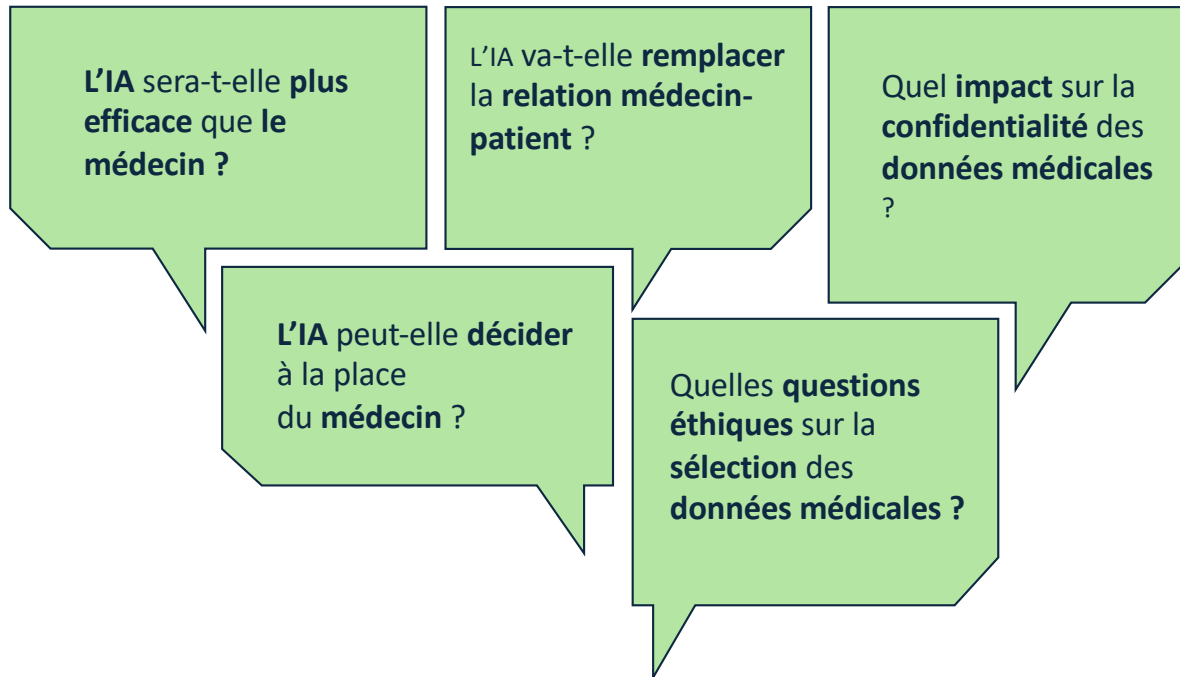 L’IA sera-t-elle plus
efficace que le
médecin ?
L’IA va-t-elle remplacer
la relation médecin-
patient ?
Quel impact sur la
confidentialité des
données médicales
?
L’IA peut-elle décider
à la place
du médecin ?
Quelles questions
éthiques sur la
sélection des
données médicales ?